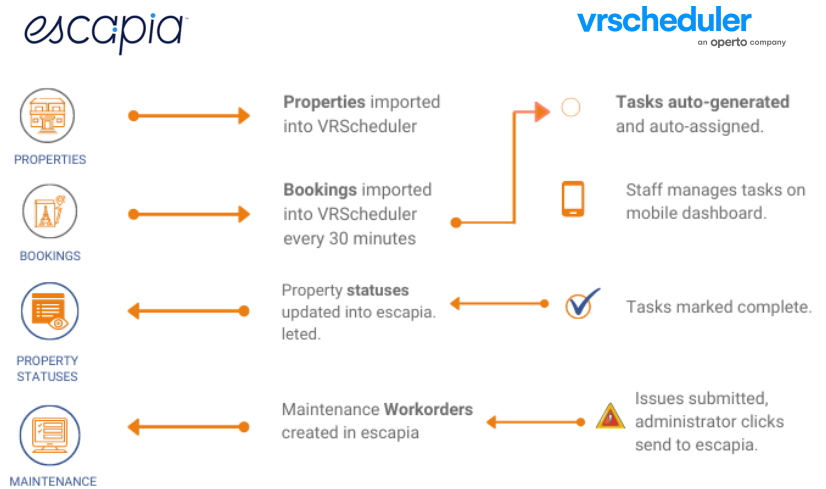 escapia
vrscheduler
an operto company
PROPERTIES
Properties imported
into VRScheduler
Tasks auto-generated
and auto-assigned.
BOOKINGS
Bookings imported
into VRScheduler
every 30 minutes
Staff manages tasks on
mobile dashboard.
PROPERTY
STATUSES
Property statuses
updated into escapia.
leted.
Tasks marked complete.
MAINTENANCE
Maintenance Workorders
created in escapia
Issues submitted,
administrator clicks
send to escapia.